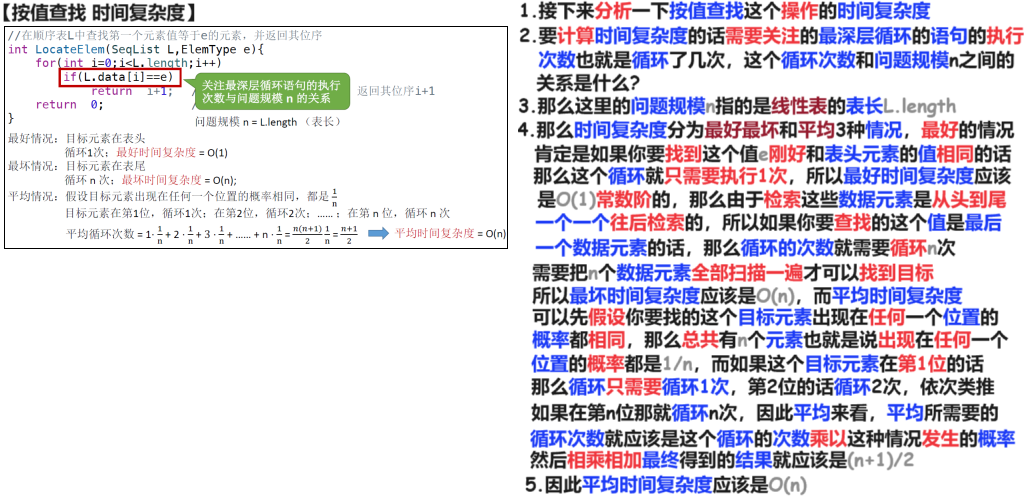 【按值查找 时间复杂度】
//在顺序表L中查找第一个元素值等于e的元素，并返回其位序
int LocateElem(SeqList L,ElemType e){
for(int i=0;i<L.length;i++)
if(L.data[i]==e)
return i+1; /
返回其位序i+1
return 0; /
}
关注最深层循环语句的执行
次数与问题规模 n 的关系
问题规模 n = L.length （表长）
最好情况：目标元素在表头
循环1次；最好时间复杂度 = O(1)
最坏情况：目标元素在表尾
循环 n 次；最坏时间复杂度 = O(n);
平均情况：假设目标元素出现在任何一个位置的概率相同，都是 1/n
目标元素在第1位，循环1次；在第2位，循环2次；...... ；在第 n 位，循环 n 次
平均循环次数 = 1·1/n + 2·1/n + 3·1/n + ...... + n·1/n = n(n+1)/2 1/n = n+1/2 平均时间复杂度 = O(n)
1.接下来分析一下按值查找这个操作的时间复杂度
2.要计算时间复杂度的话需要关注的最深层循环的语句的执行
次数也就是循环了几次，这个循环次数和问题规模n之间的
关系是什么?
3.那么这里的问题规模n指的是线性表的表长L.length
4.那么时间复杂度分为最好最坏和平均3种情况，最好的情况
肯定是如果你要找到这个值e刚好和表头元素的值相同的话
那么这个循环就只需要执行1次，所以最好时间复杂度应该
是O(1)常数阶的，那么由于检索这些数据元素是从头到尾
一个一个往后检索的，所以如果你要查找的这个值是最后
一个数据元素的话，那么循环的次数就需要循环n次
需要把n个数据元素全部扫描一遍才可以找到目标
所以最坏时间复杂度应该是O(n)，而平均时间复杂度
可以先假设你要找的这个目标元素出现在任何一个位置的
概率都相同，那么总共有n个元素也就是说出现在任何一个
位置的概率都是1/n，而如果这个目标元素在第1位的话
那么循环只需要循环1次，第2位的话循环2次，依次类推
如果在第n位那就循环n次，因此平均来看，平均所需要的
循环次数就应该是这个循环的次数乘以这种情况发生的概率
然后相乘相加最终得到的结果就应该是(n+1)/2
5.因此平均时间复杂度应该是O(n)